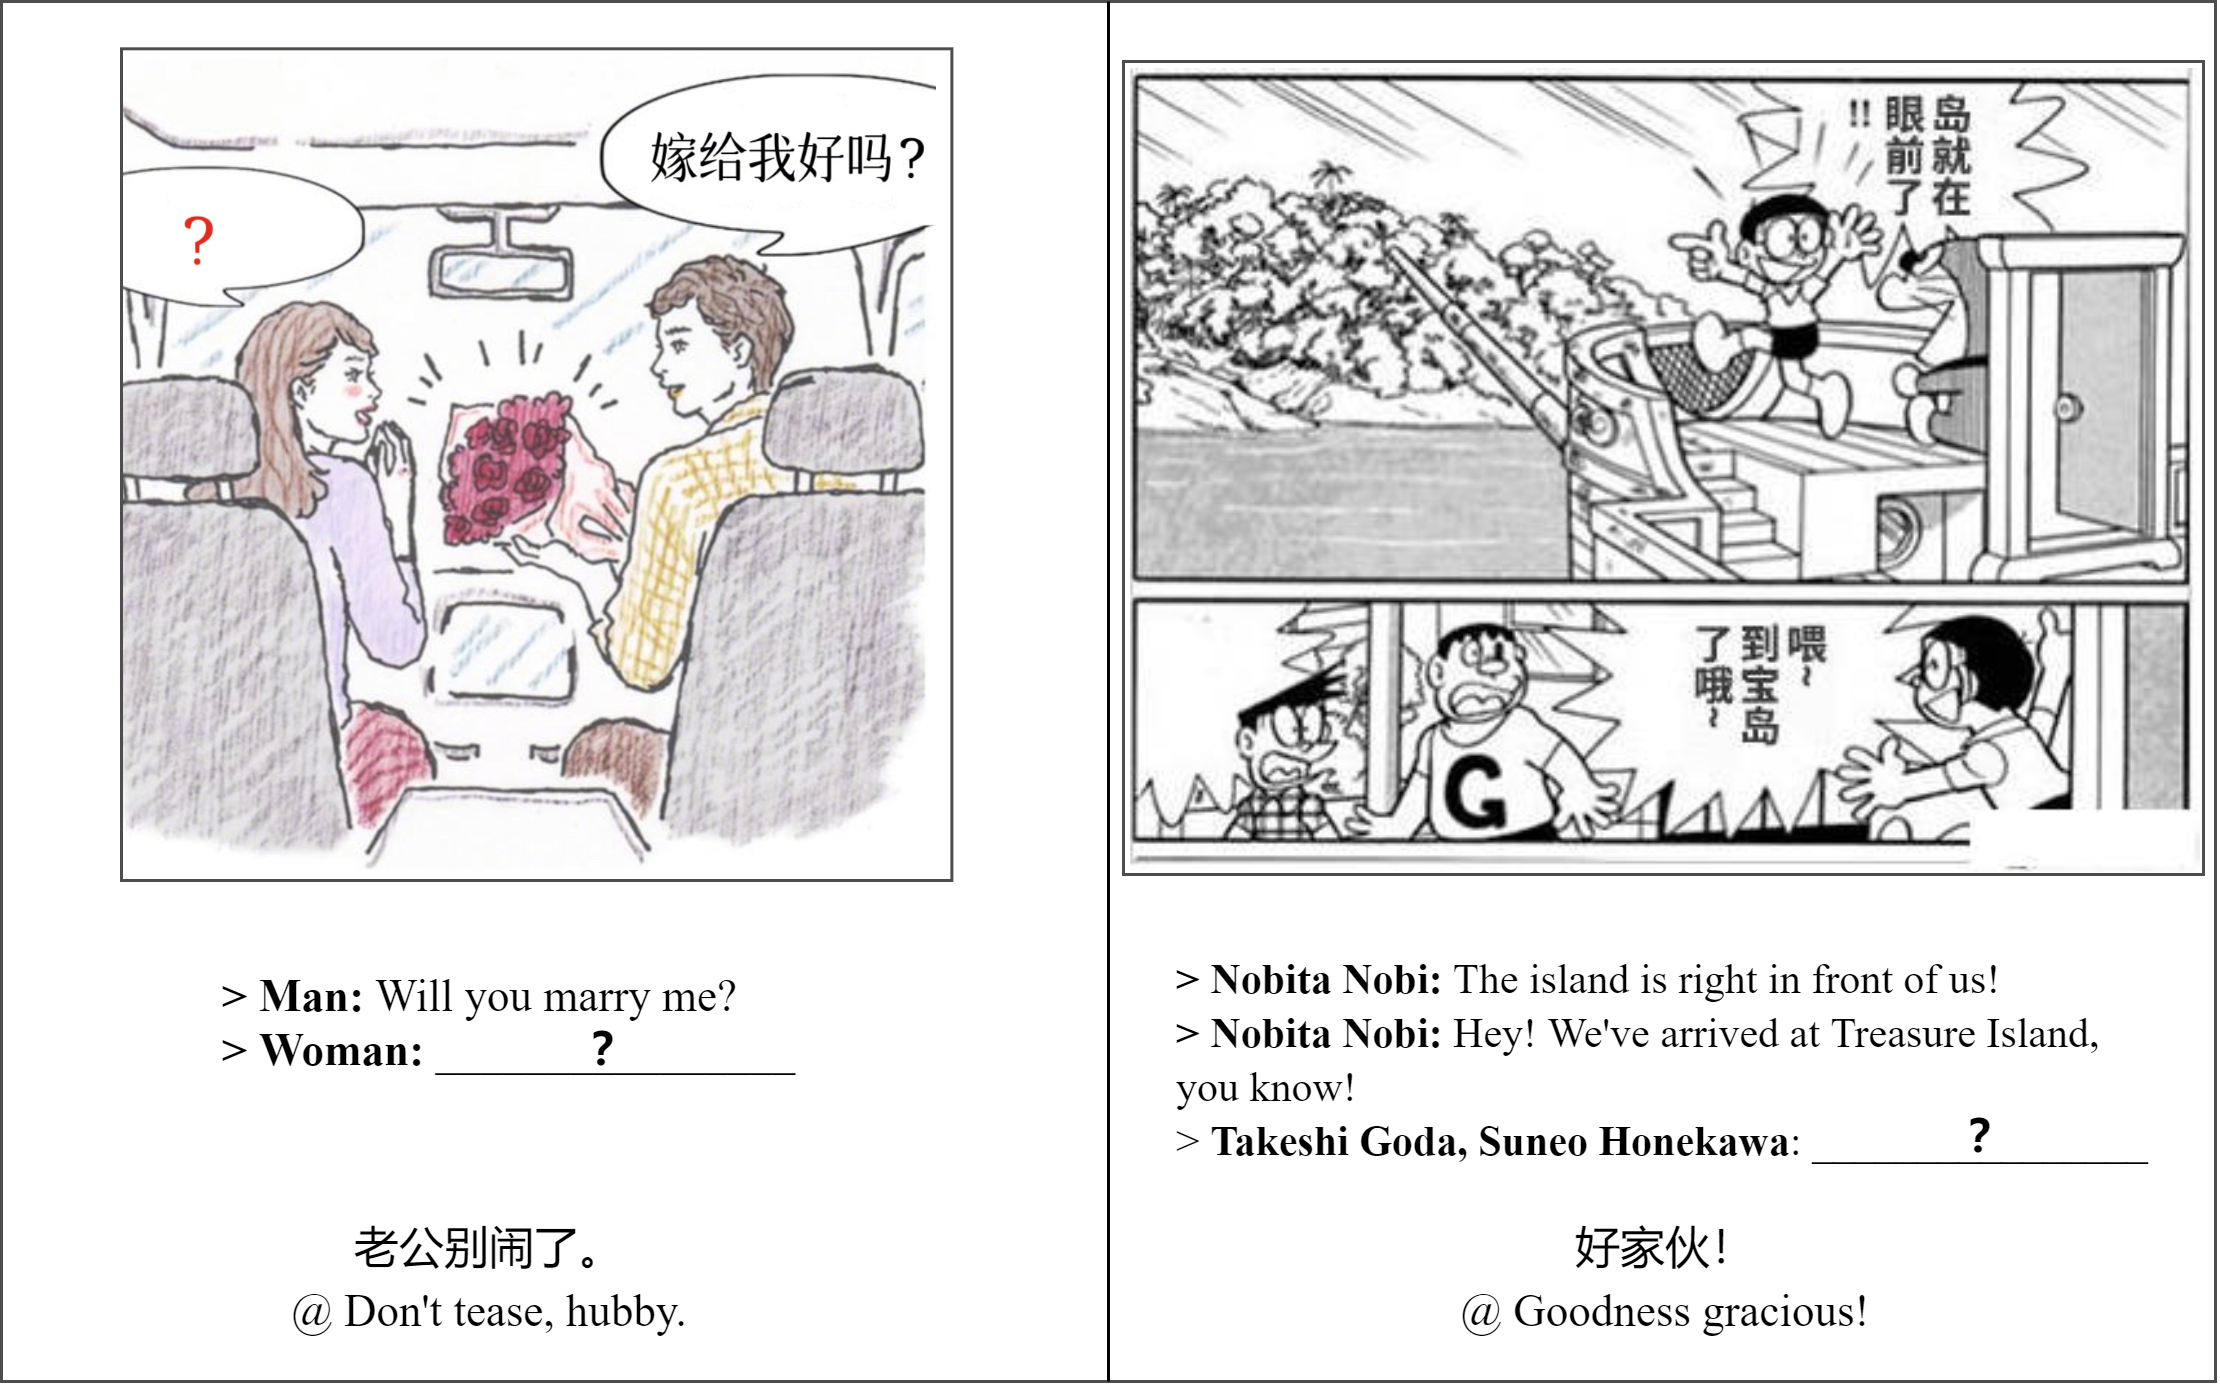 嫁给我好吗?
?
> Man: Will you marry me?
> Woman: ?
老公别闹了。
@ Don't tease, hubby.
岛就在
眼前了
!!
喂~
到宝岛
了哦~
G
> Nobita Nobi: The island is right in front of us!
> Nobita Nobi: Hey! We've arrived at Treasure Island,
you know!
> Takeshi Goda, Suneo Honekawa: ?
好家伙!
@ Goodness gracious!